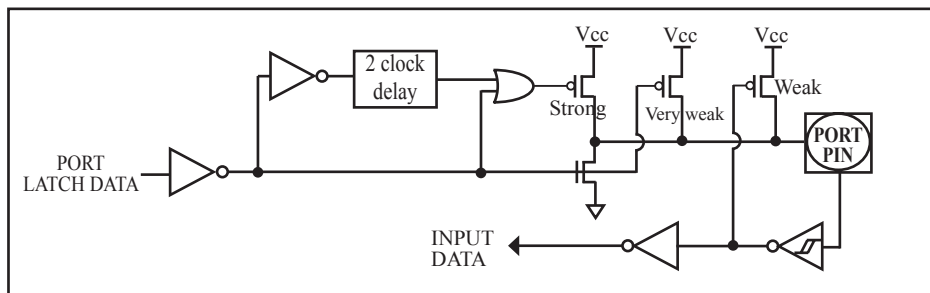 Vcc
Vcc
Vcc
2 clock
delay
Strong
Very weak
Weak
PORT
PIN
PORT
LATCH DATA
INPUT
DATA